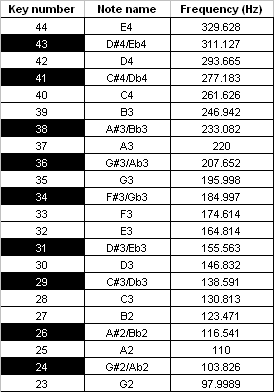 Key number Note name Frequency (Hz)
44 E4 329.628
43 D#4/Eb4 311.127
42 D4 293.665
41 C#4/Db4 277.183
40 C4 261.626
39 B3 246.942
38 A#3/Bb3 233.082
37 A3 220
36 G#3/Ab3 207.652
35 G3 195.998
34 F#3/Gb3 184.997
33 F3 174.614
32 E3 164.814
31 D#3/Eb3 155.563
30 D3 146.832
29 C#3/Db3 138.591
28 C3 130.813
27 B2 123.471
26 A#2/Bb2 116.541
25 A2 110
24 G#2/Ab2 103.826
23 G2 97.9989